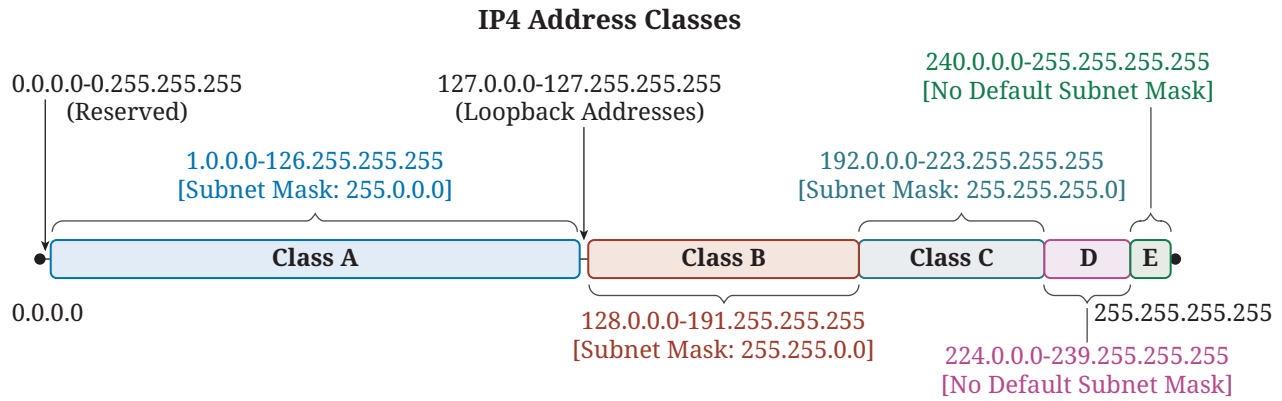 IP4 Address Classes
0.0.0.0-0.255.255.255
(Reserved)
127.0.0.0-127.255.255.255
(Loopback Addresses)
240.0.0.0-255.255.255.255
[No Default Subnet Mask]
1.0.0.0-126.255.255.255
[Subnet Mask: 255.0.0.0]
192.0.0.0-223.255.255.255
[Subnet Mask: 255.255.255.0]
Class A
Class B
Class C
D
E
0.0.0.0
128.0.0.0-191.255.255.255
[Subnet Mask: 255.255.0.0]
255.255.255.255
224.0.0.0-239.255.255.255
[No Default Subnet Mask]